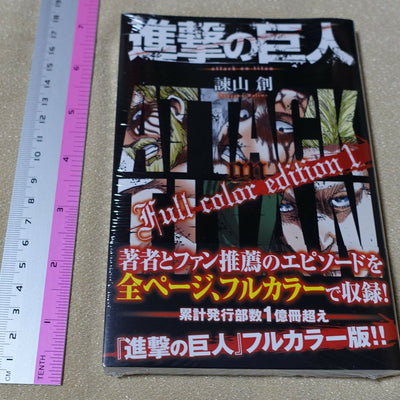 進撃の巨人
attack on titan
諫山 創
ATTACK
on
TITAN
Full color edition 1
著者とファン推薦のエピソードを
全ページ、フルカラーで収録!
累計発行部数1億冊超え
『進撃の巨人』フルカラー版!!
CM
TENTH